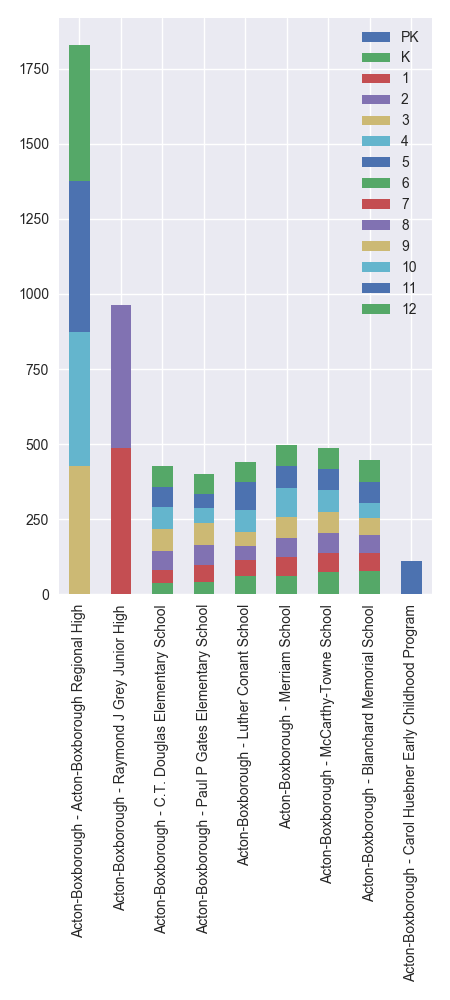 PK
K
1
2
3
4
5
6
7
8
9
10
11
12
1750
1500
1250
1000
750
500
250
0
Acton-Boxborough - Acton-Boxborough Regional High
Acton-Boxborough - Raymond J Grey Junior High
Acton-Boxborough - C.T. Douglas Elementary School
Acton-Boxborough - Paul P Gates Elementary School
Acton-Boxborough - Luther Conant School
Acton-Boxborough - Merriam School
Acton-Boxborough - McCarthy-Towne School
Acton-Boxborough - Blanchard Memorial School
Acton-Boxborough - Carol Huebner Early Childhood Program